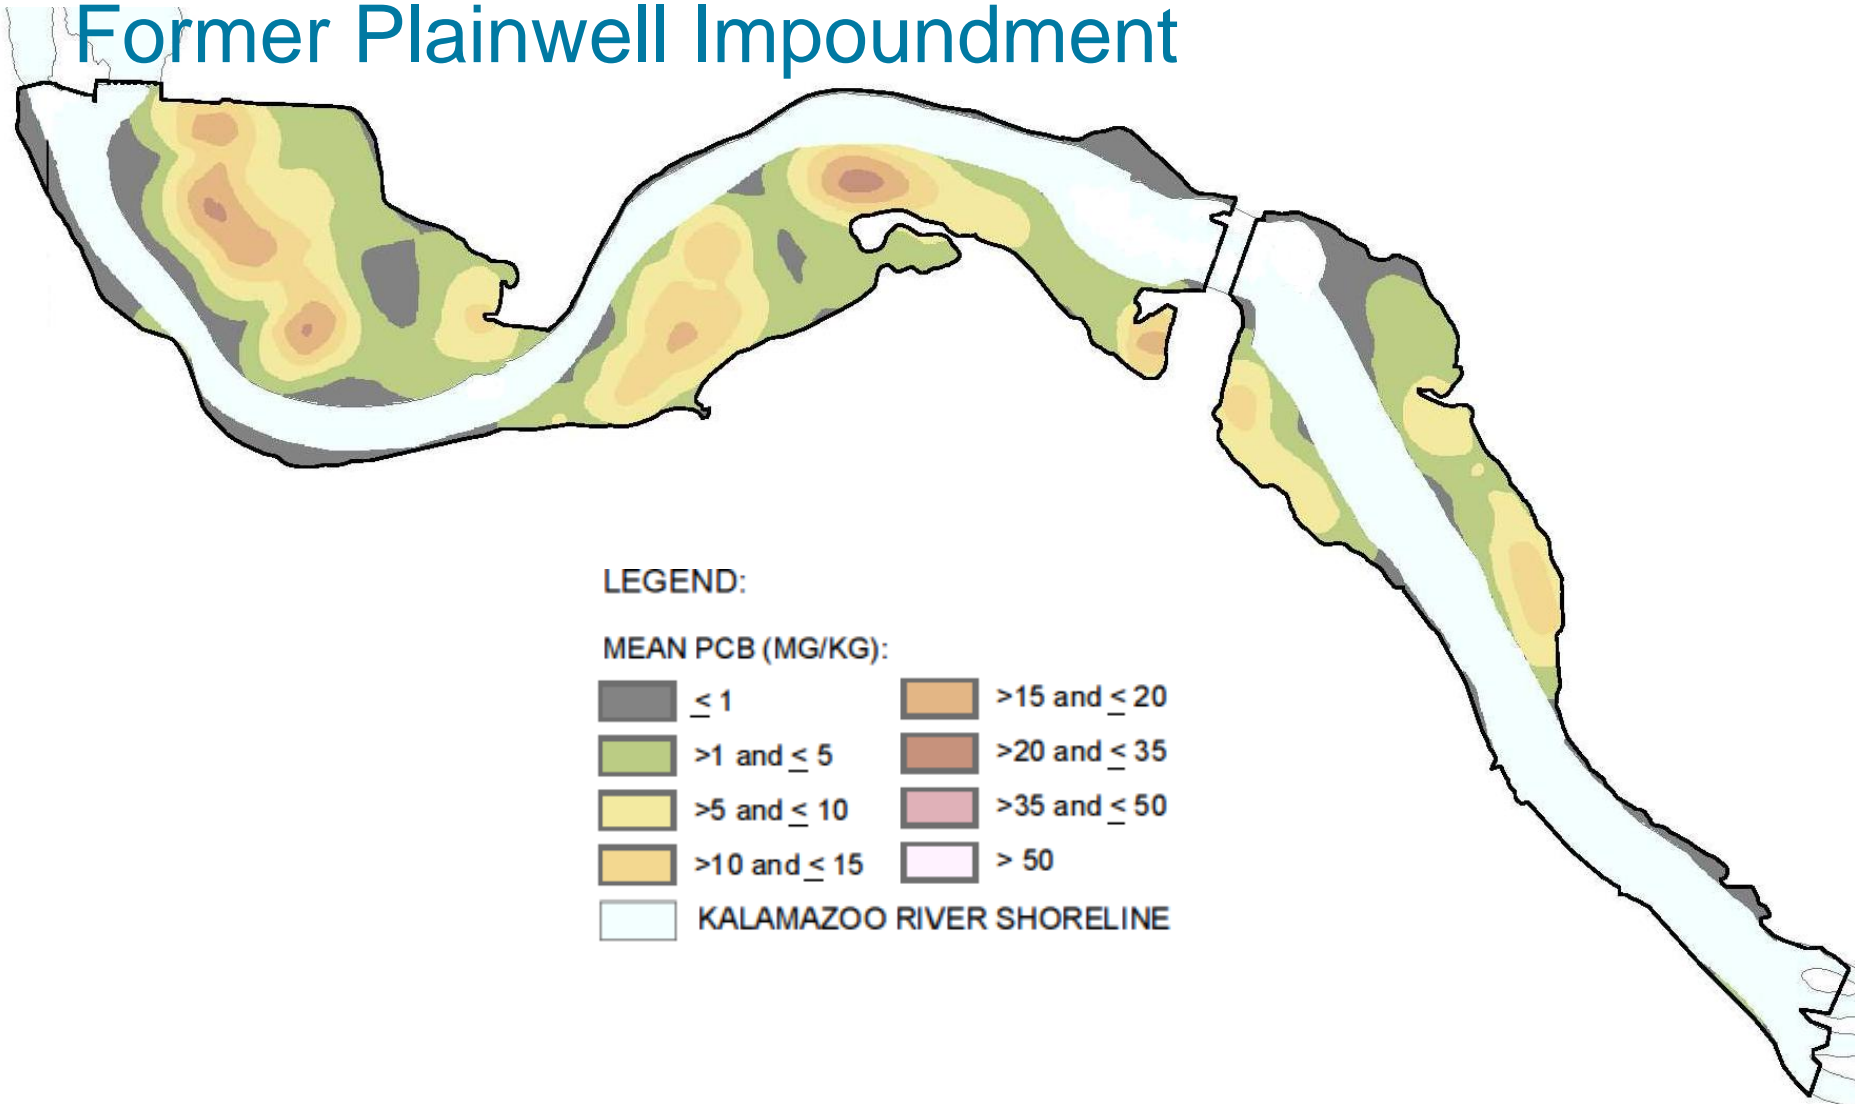 Former Plainwell Impoundment
LEGEND:
MEAN PCB (MG/KG):
≤ 1
>1 and ≤ 5
>5 and ≤ 10
>10 and ≤ 15
>15 and ≤ 20
>20 and ≤ 35
>35 and ≤ 50
> 50
KALAMAZOO RIVER SHORELINE